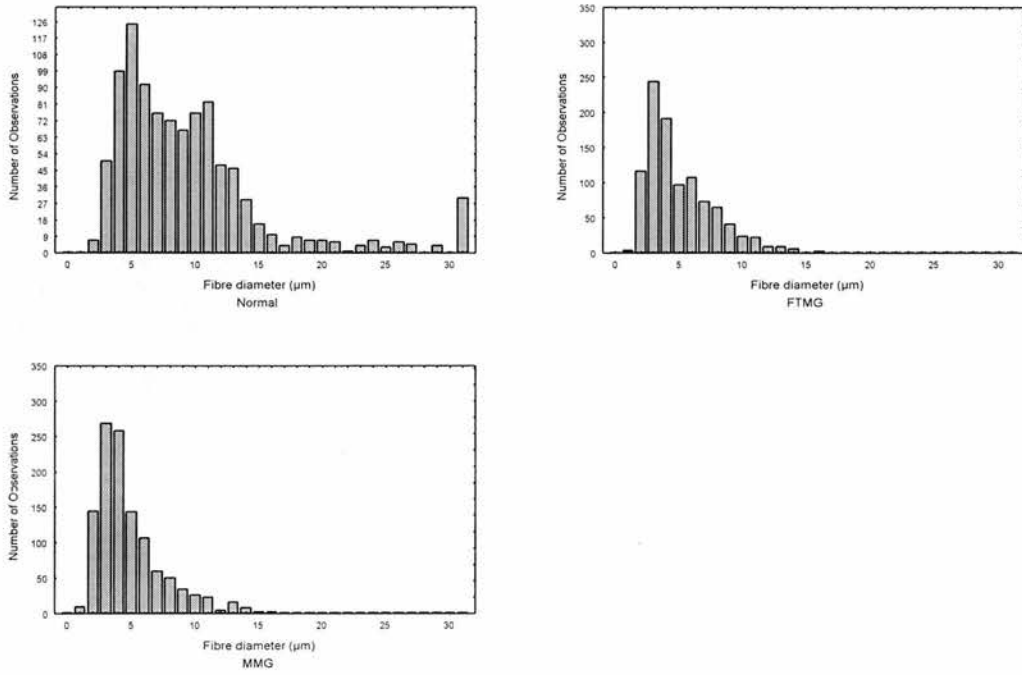 126
117
108
99
90
81
72
63
54
45
36
27
18
9
0
Number of Observations
0 5 10 15 20 25 30
Fibre diameter (µm)
Normal
350
300
250
200
150
100
50
0
Number of Observations
0 5 10 15 20 25 30
Fibre diameter (µm)
FTMG
350
300
250
200
150
100
50
0
Number of Observations
0 5 10 15 20 25 30
Fibre diameter (µm)
MMG